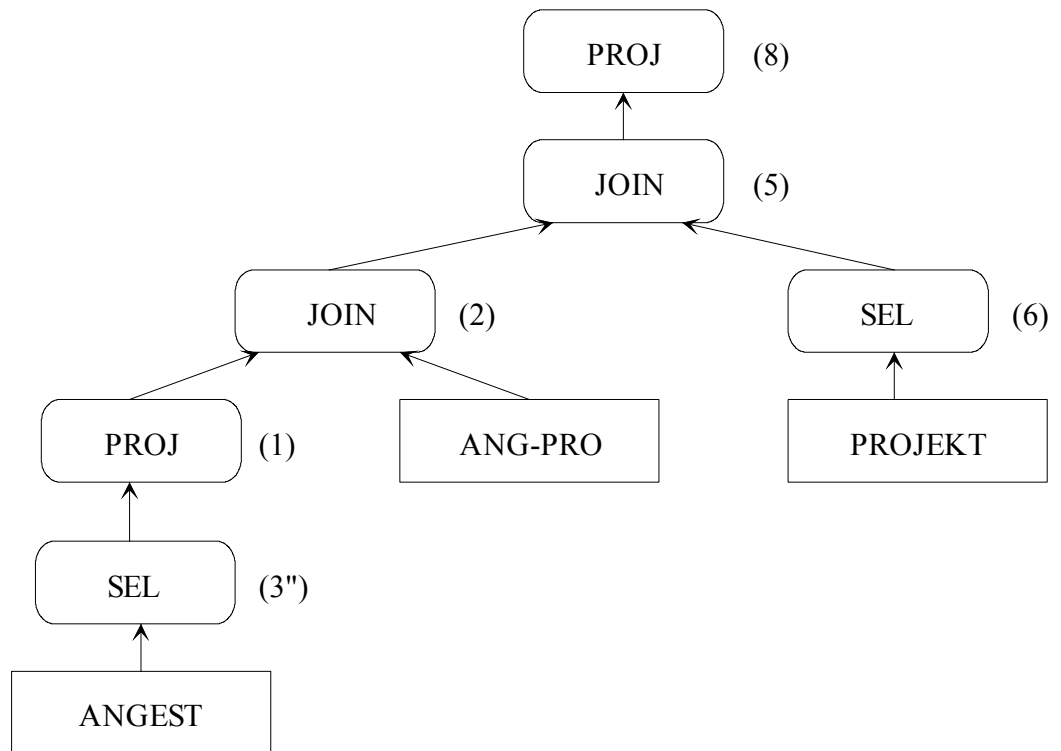 PROJ (8)
JOIN (5)
JOIN (2)
SEL (6)
PROJ (1)
ANG-PRO
PROJEKT
SEL (3")
ANGEST